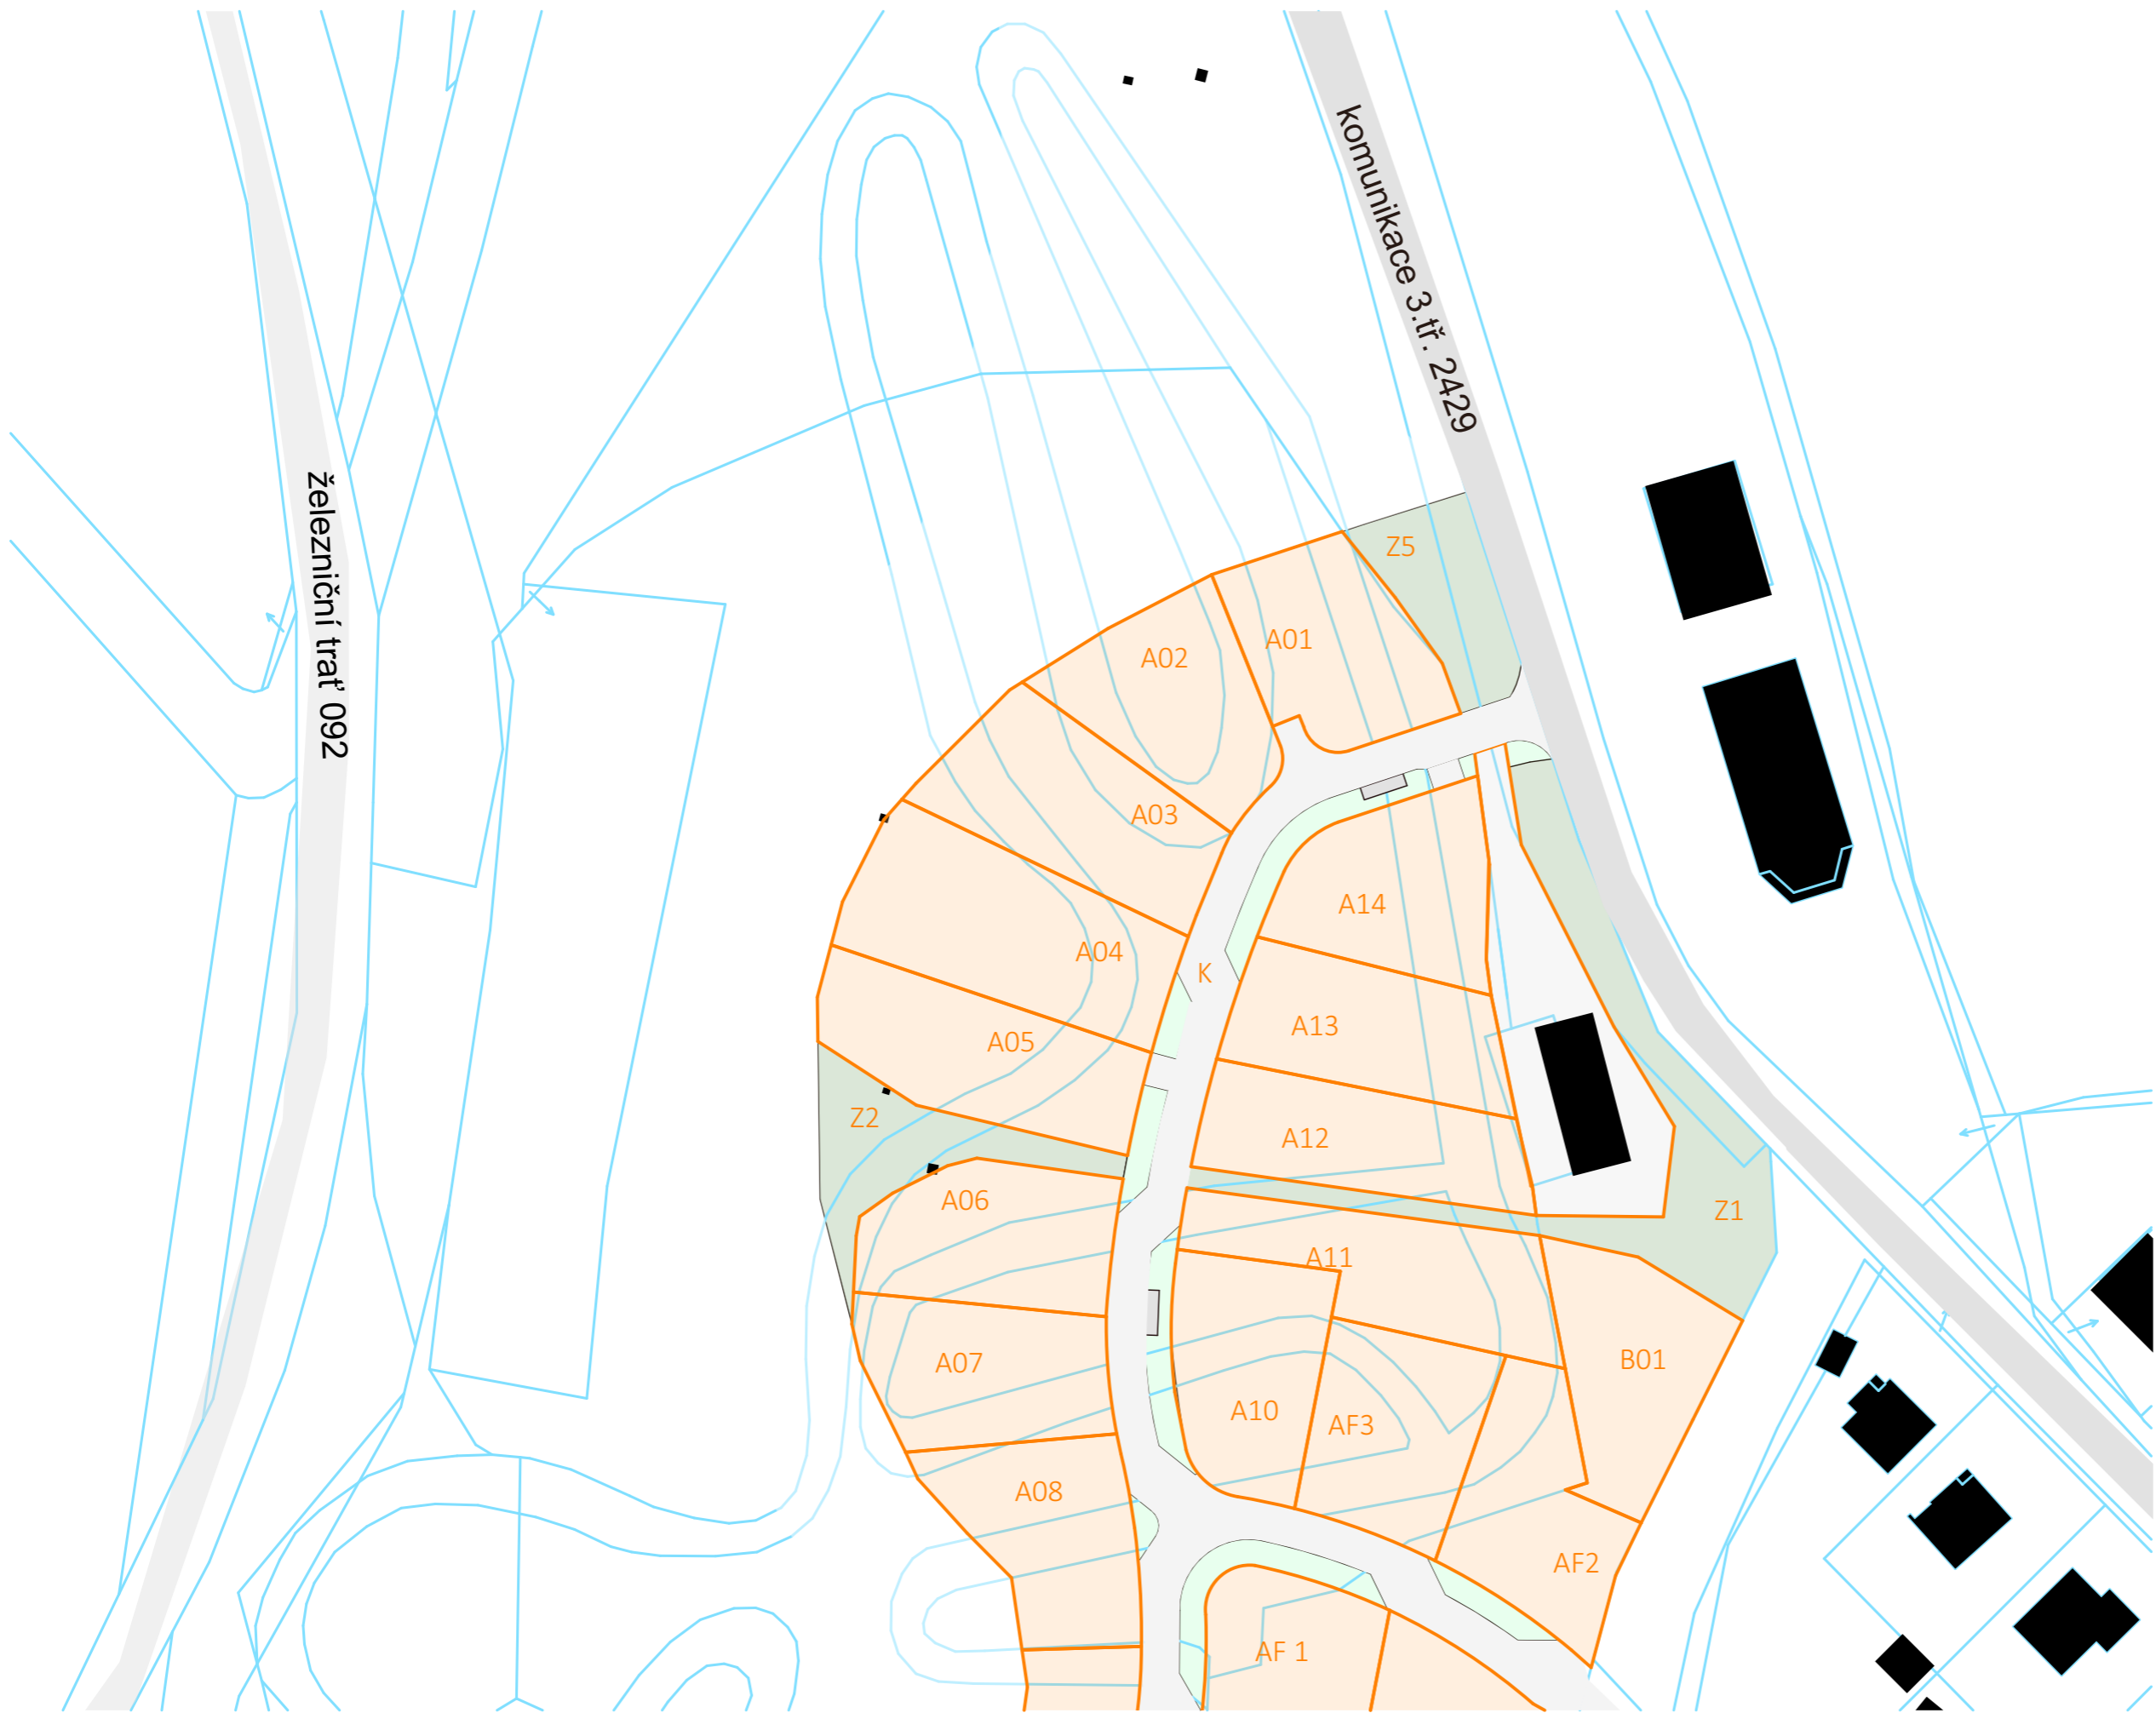 komunikace 3.tř. 2429
železniční trať 092
Z5
A01
A02
A03
A14
A04
K
A13
A05
Z2
A12
A06
Z1
A11
B01
A07
A10
AF3
A08
AF2
AF 1